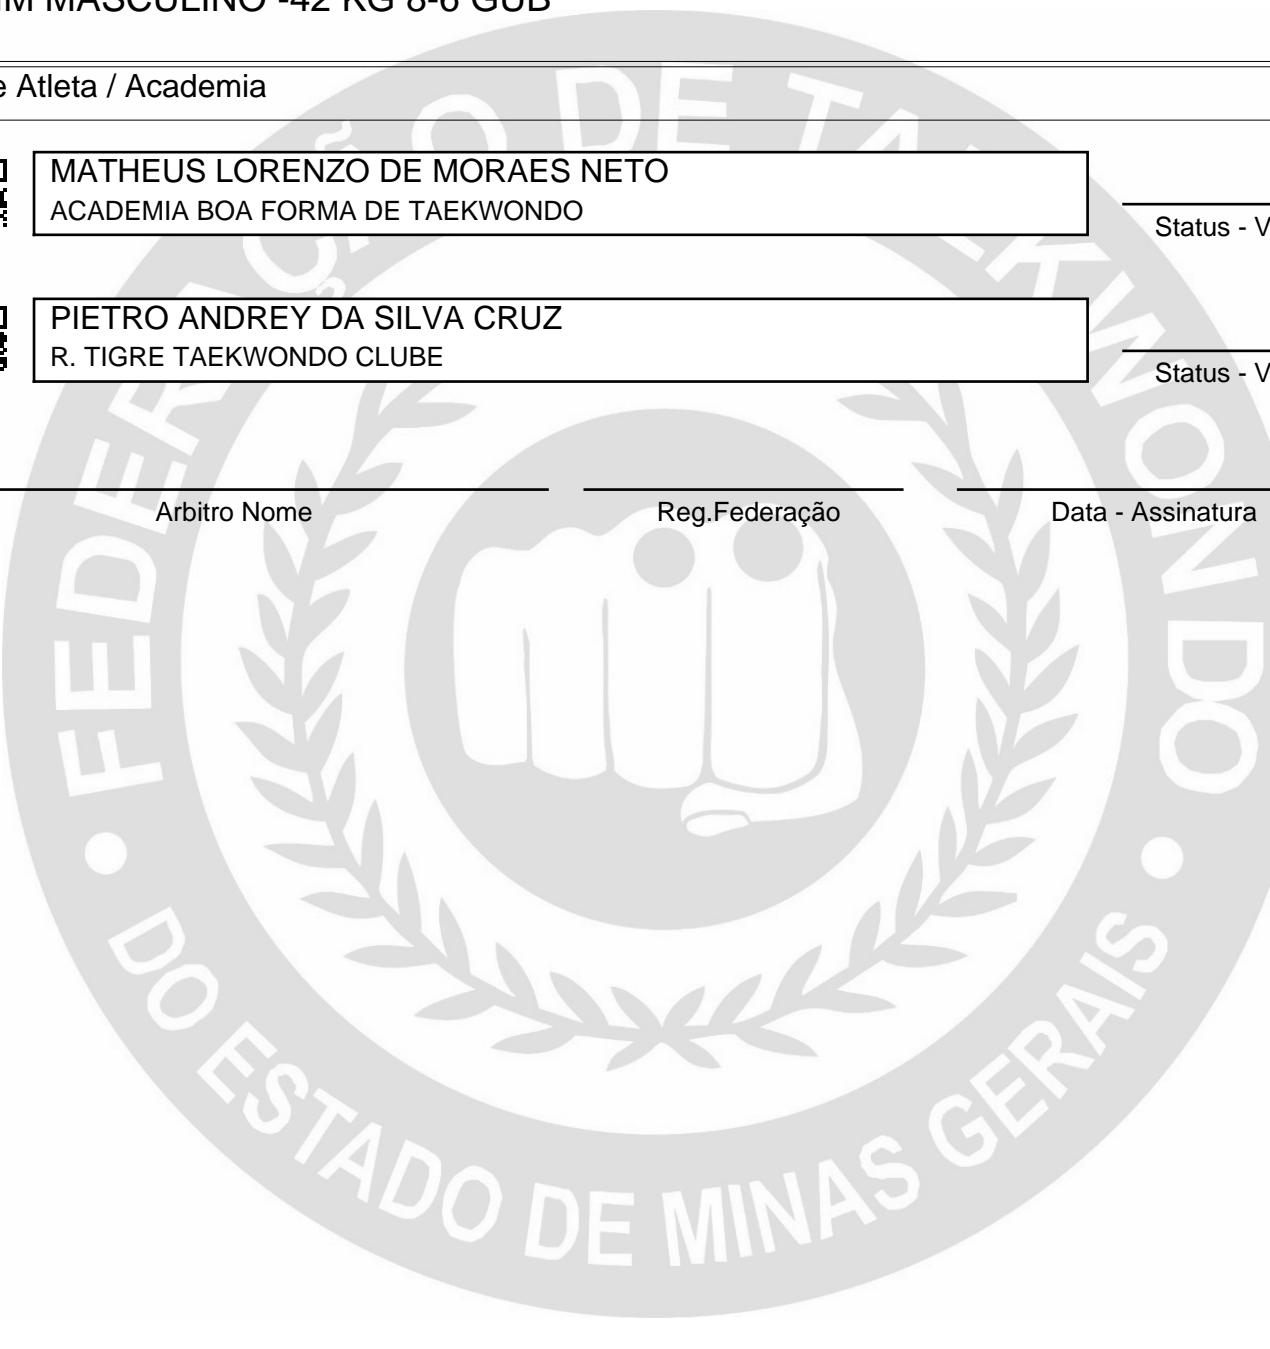 MASCULINO -42 KG 8-6 GUB
e Atleta / Academia
MATHEUS LORENZO DE MORAES NETO
ACADEMIA BOA FORMA DE TAEKWONDO
Status - V
PIETRO ANDREY DA SILVA CRUZ
R. TIGRE TAEKWONDO CLUBE
Status - V
Arbitro Nome
Reg.Federação
Data - Assinatura
FEDERAÇÃO DE TAEKWONDO
DO ESTADO DE MINAS GERAIS